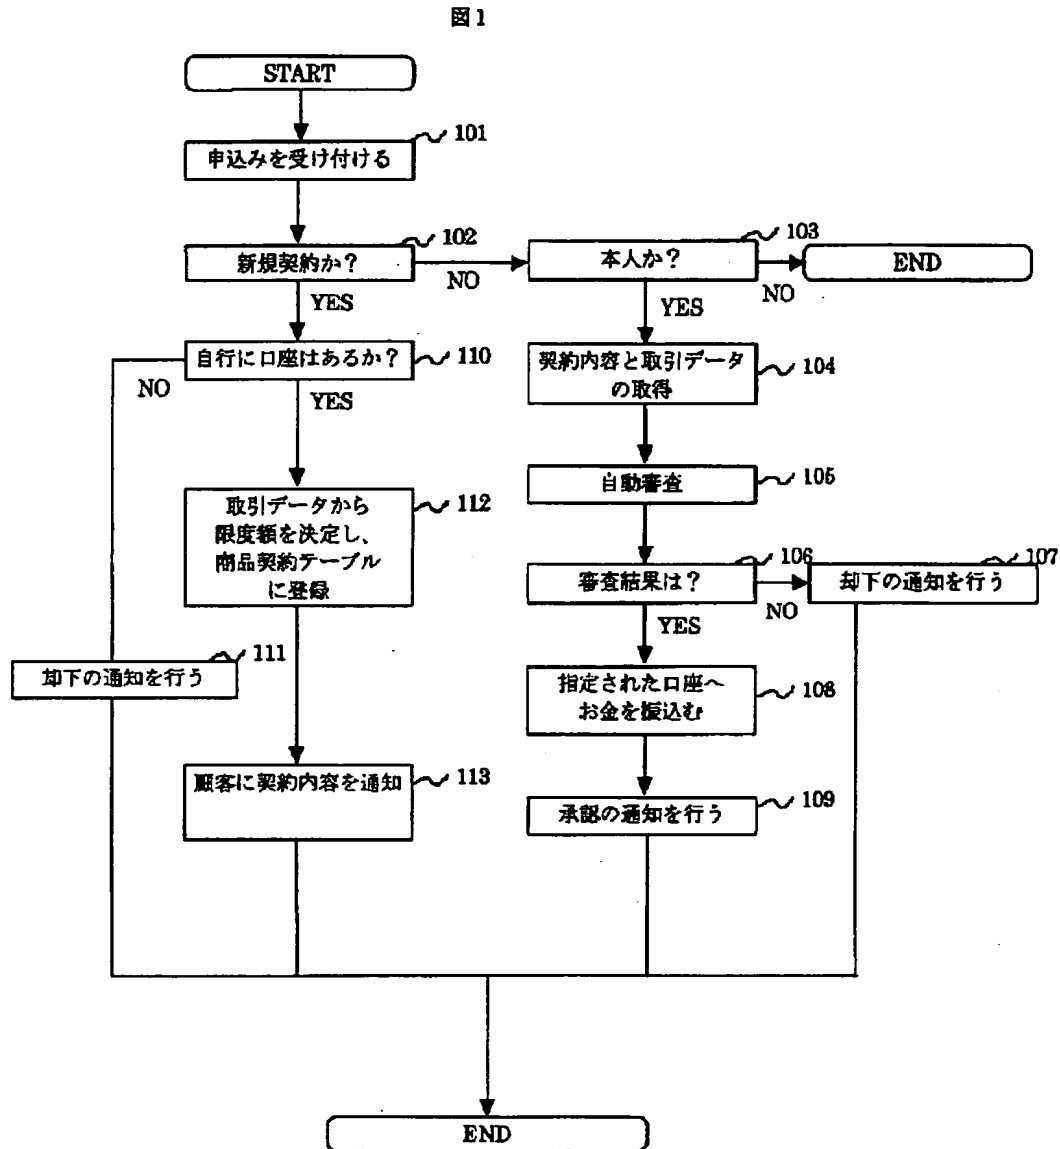 図1
START
101
申込みを受け付ける
102
新規契約か?
NO
103
本人か?
NO
END
YES
YES
自行に口座はあるか?
110
NO
YES
契約内容と取引データ
の取得
104
自動審査
105
取引データから
限度額を決定し、
商品契約テーブル
に登録
112
106
審査結果は?
NO
107
却下の通知を行う
YES
111
却下の通知を行う
指定された口座へ
お金を振込む
108
顧客に契約内容を通知
113
承認の通知を行う
109
END